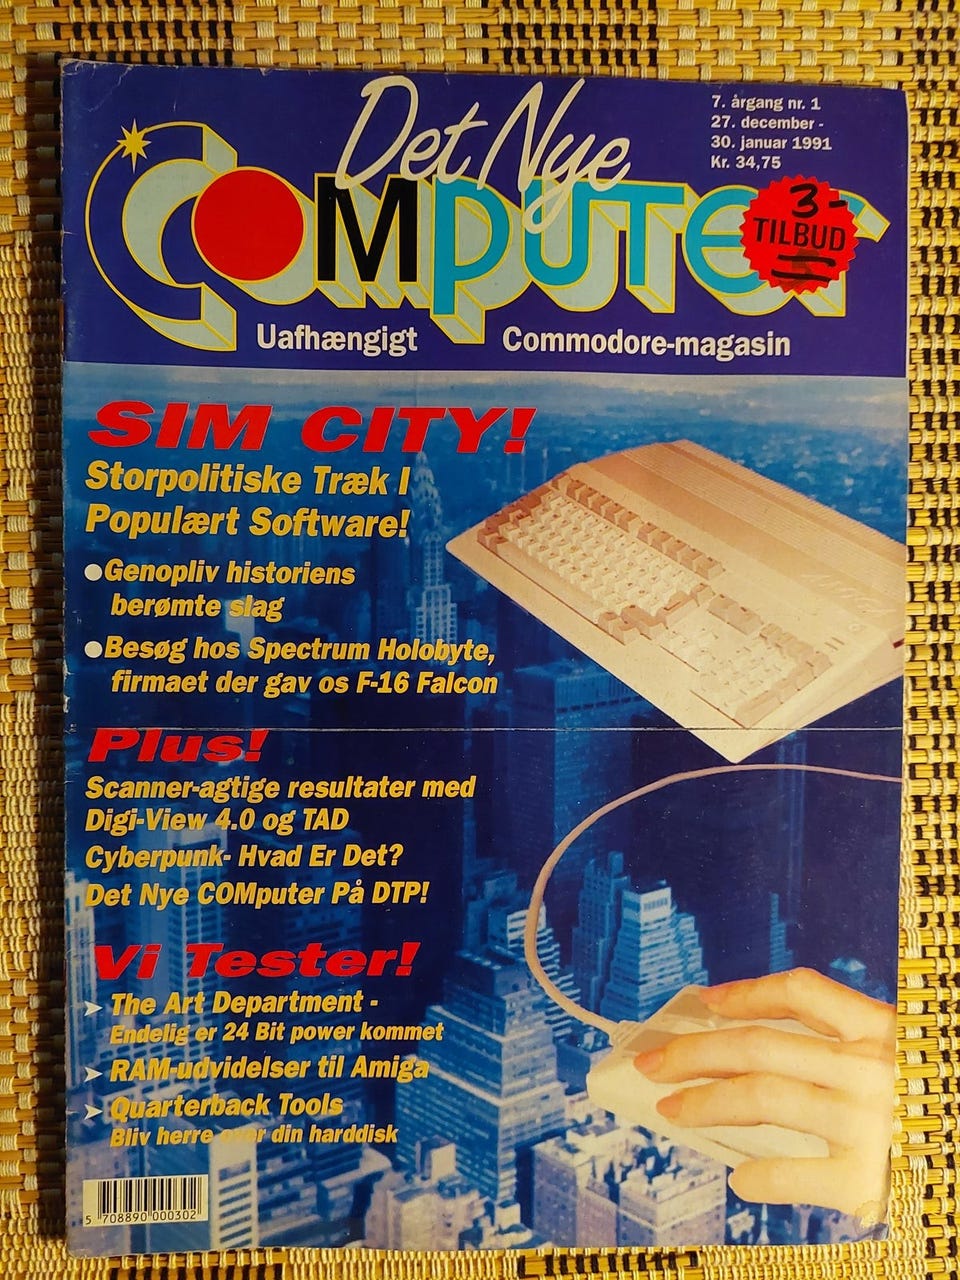 Det Nye
COMPUTER
7. årgang nr. 1
27. december -
30. januar 1991
Kr. 34,75
3-
TILBUD
Uafhængigt Commodore-magasin
SIM CITY!
Storpolitiske Træk I
Populært Software!
●Genopliv historiens
berømte slag
●Besøg hos Spectrum Holobyte,
firmaet der gav os F-16 Falcon
Plus!
Scanner-agtige resultater med
Digi-View 4.0 og TAD
Cyberpunk- Hvad Er Det?
Det Nye COMputer På DTP!
Vi Tester!
➤ The Art Department -
Endelig er 24 Bit power kommet
➤ RAM-udvidelser til Amiga
➤ Quarterback Tools
Bliv herre over din harddisk
5 708890 000302